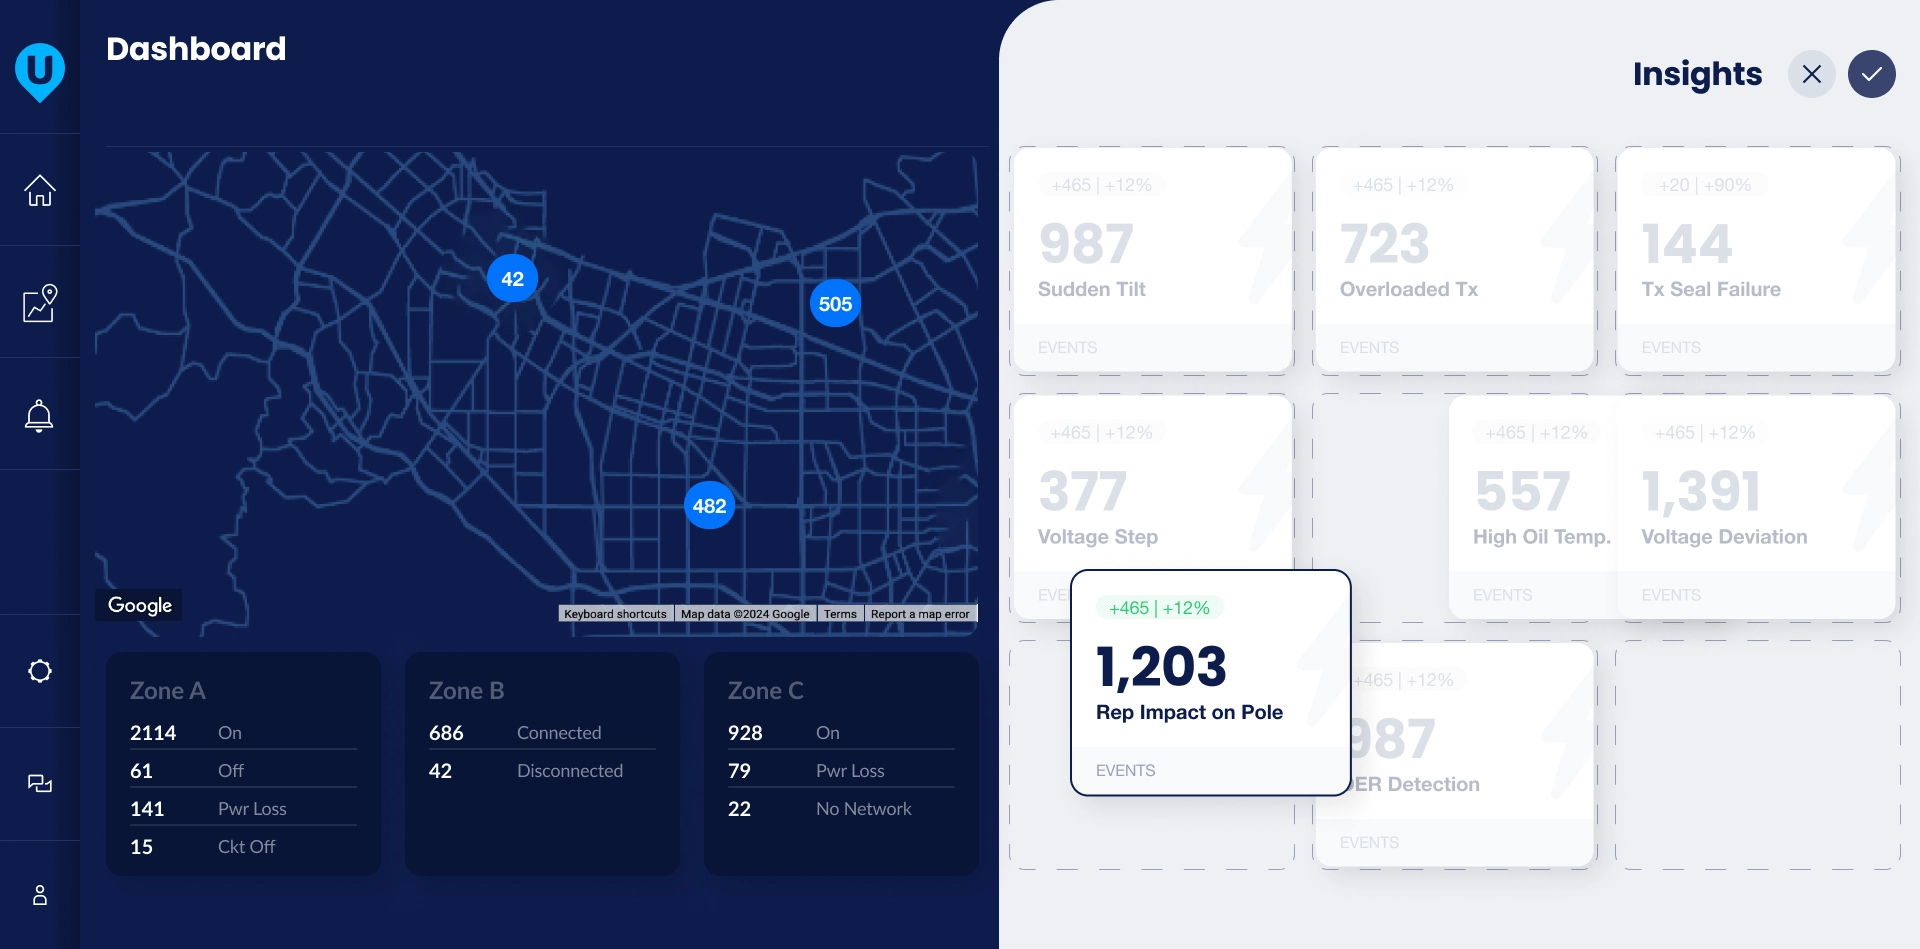 U
Dashboard
42
505
482
Google
Keyboard shortcuts
Map data ©2024 Google
Terms
Report a map error
Zone A
2114 On
61 Off
141 Pwr Loss
15 Ckt Off
Zone B
686 Connected
42 Disconnected
Zone C
928 On
79 Pwr Loss
22 No Network
Insights
+465 | +12%
987
Sudden Tilt
EVENTS
+465 | +12%
723
Overloaded Tx
EVENTS
+20 | +90%
144
Tx Seal Failure
EVENTS
+465 | +12%
377
Voltage Step
+465 | +12%
557
High Oil Temp.
EVENTS
+465 | +12%
1,391
Voltage Deviation
EVENTS
+465 | +12%
1,203
Rep Impact on Pole
EVENTS
+465 | +12%
987
DER Detection
EVENTS